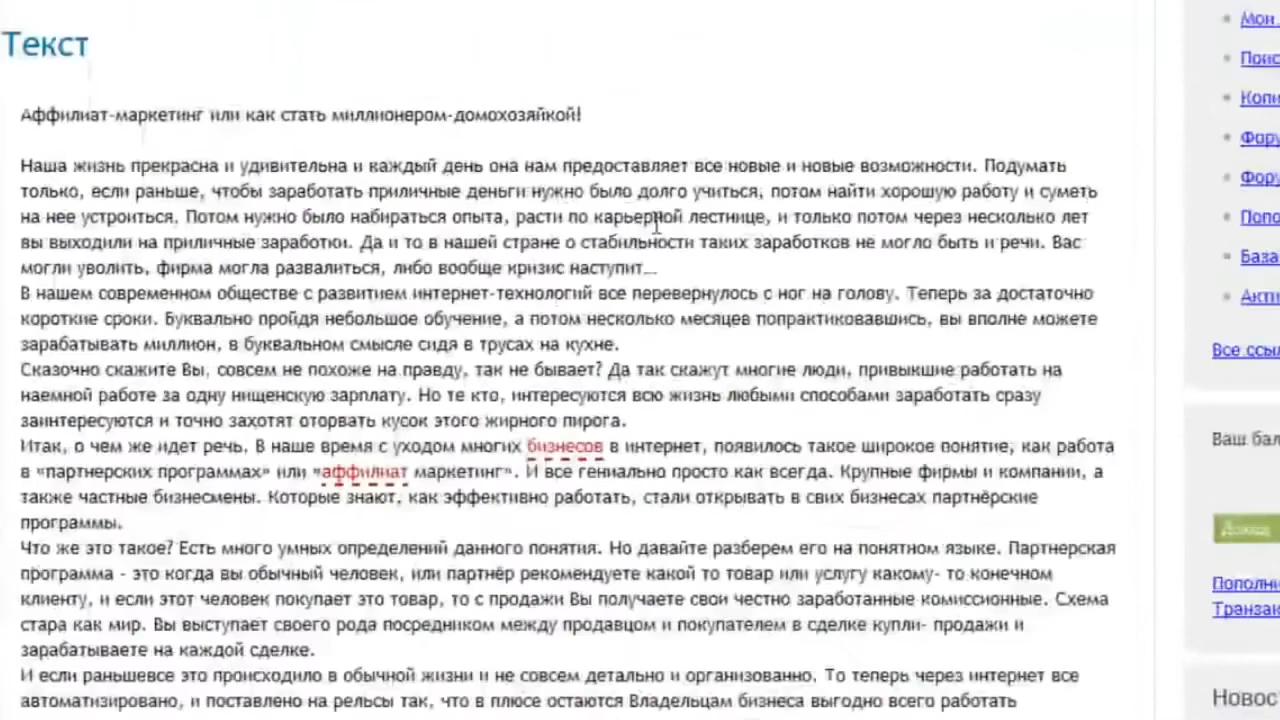 Текст
Аффилиат-маркетинг или как стать миллионером-домохозяйкой!
Наша жизнь прекрасна и удивительна и каждый день она нам предоставляет все новые и новые возможности. Подумать
только, если раньше, чтобы заработать приличные деньги нужно было долго учиться, потом найти хорошую работу и суметь
на нее устроиться. Потом нужно было набираться опыта, расти по карьерной лестнице, и только потом через несколько лет
вы выходили на приличные заработки. Да и то в нашей стране о стабильности таких заработков не могло быть и речи. Вас
могли уволить, фирма могла развалиться, либо вообще кризис наступит...
В нашем современном обществе с развитием интернет-технологий все перевернулось с ног на голову. Теперь за достаточно
короткие сроки. Буквально пройдя небольшое обучение, а потом несколько месяцев попрактиковавшись, вы вполне можете
зарабатывать миллион, в буквальном смысле сидя в трусах на кухне.
Сказочно скажите Вы, совсем не похоже на правду, так не бывает? Да так скажут многие люди, привыкшие работать на
наемной работе за одну нищенскую зарплату. Но те кто, интересуются всю жизнь любыми способами заработать сразу
заинтересуются и точно захотят оторвать кусок этого жирного пирога.
Итак, о чем же идет речь. В наше время с уходом многих бизнесов в интернет, появилось такое широкое понятие, как работа
в «партнерских программах» или "аффилиат маркетинг". И все гениально просто как всегда. Крупные фирмы и компании, а
также частные бизнесмены. Которые знают, как эффективно работать, стали открывать в своих бизнесах партнёрские
программы.
Что же это такое? Есть много умных определений данного понятия. Но давайте разберем его на понятном языке. Партнерская
программа - это когда вы обычный человек, или партнёр рекомендуете какой то товар или услугу какому- то конечном
клиенту, и если этот человек покупает это товар, то с продажи Вы получаете свои честно заработанные комиссионные. Схема
стара как мир. Вы выступает своего рода посредником между продавцом и покупателем в сделке купли- продажи и
зарабатываете на каждой сделке.
И если раньшевсе это происходило в обычной жизни и не совсем детально и организованно. То теперь через интернет все
автоматизировано, и поставлено на рельсы так, что в плюсе остаются Владельцам бизнеса выгодно всего работать
Мои
Поис
Копи
Фору
Фору
Попо
База
Акти
Все ссыл
Ваш бал
Пополни
Транзак
Новос